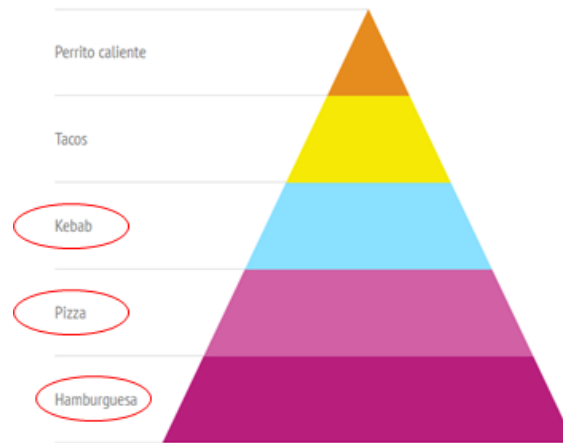 Perrito caliente
Tacos
Kebab
Pizza
Hamburguesa